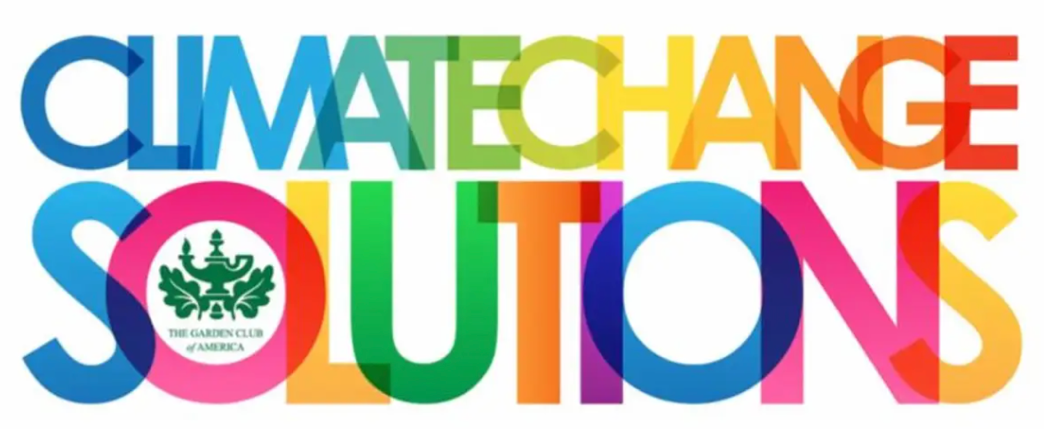 CLIMATECHANGE
SOLUTIONS
THE GARDEN CLUB
of AMERICA